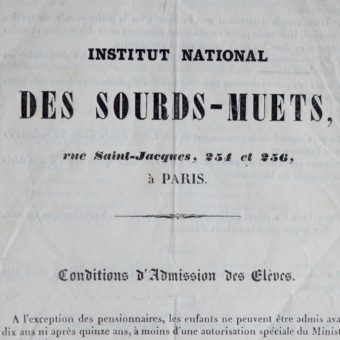 INSTITUT NATIONAL
DES SOURDS-MUETS,
rue Saint-Jacques, 254 et 256,
à PARIS.
Conditions d'Admission des Elèves.
A l'exception des pensionnaires, les enfants ne peuvent être admis ava
dix ans ni après quinze ans, à moins d'une autorisation spéciale du Minist